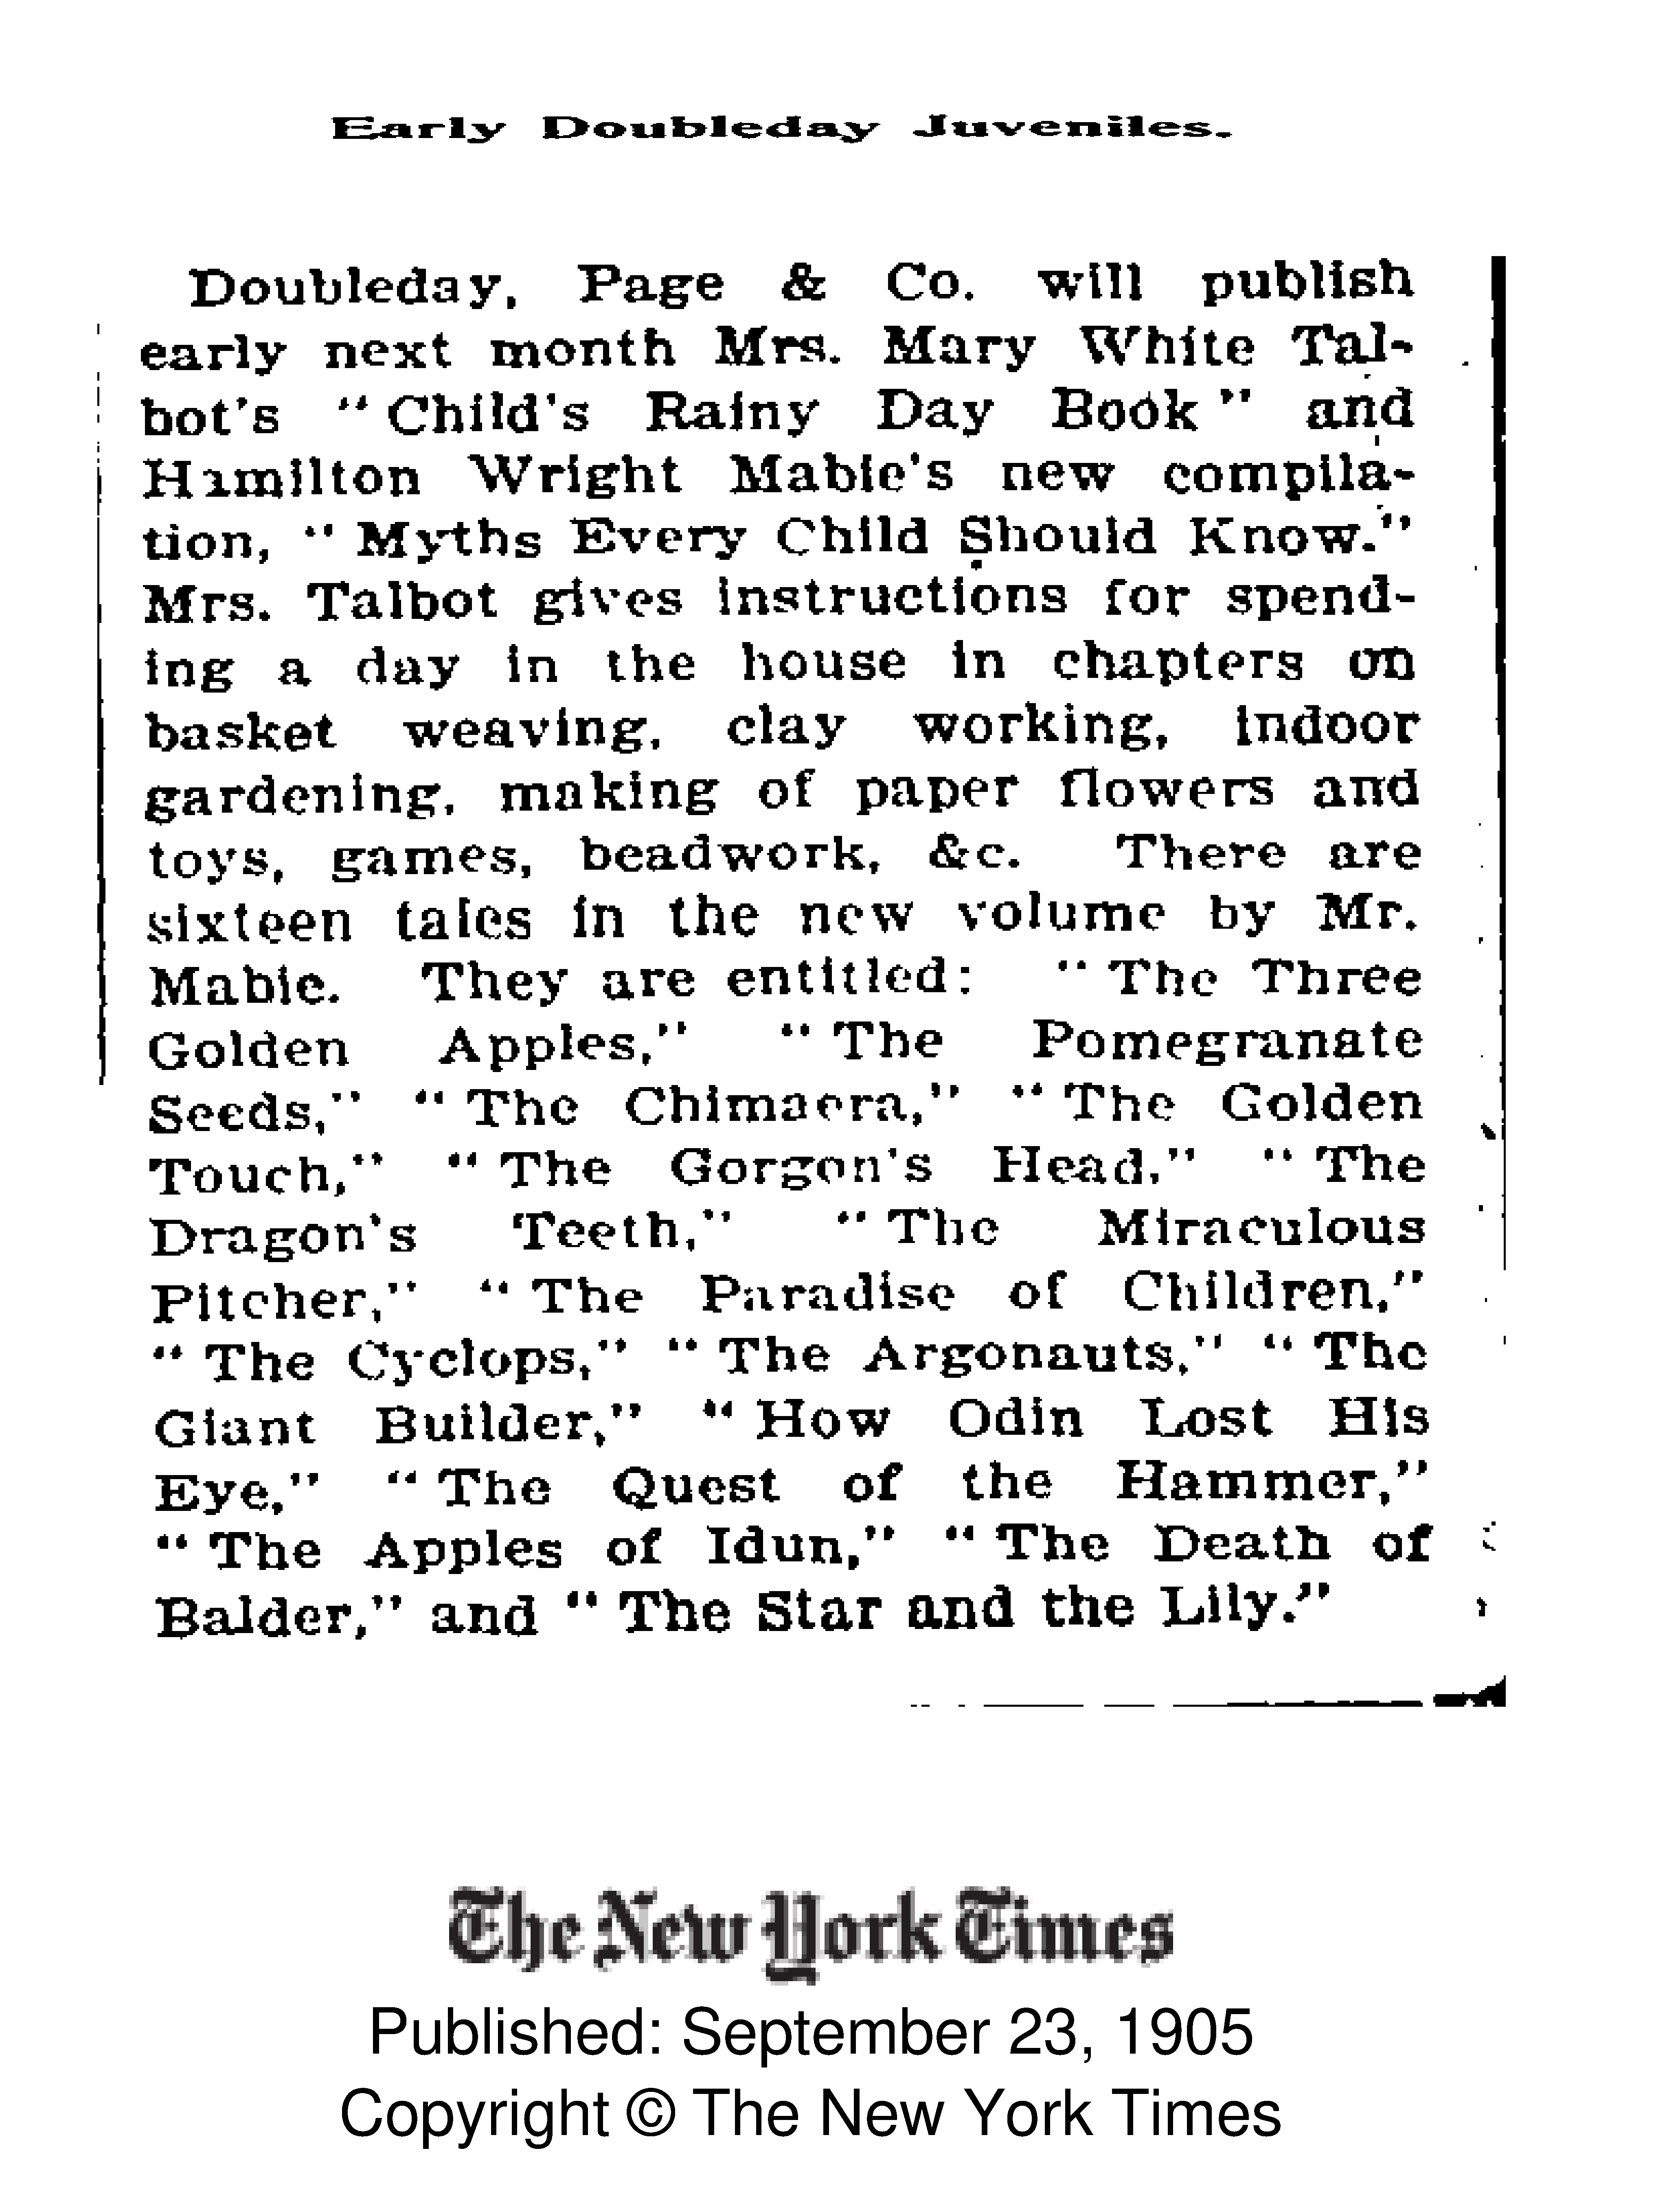 Early Doubleday Juveniles.
Doubleday, Page & Co. will publish
early next month Mrs. Mary White Tal-
bot's "Child's Rainy Day Book" and
Hamilton Wright Mabie's new compila-
tion, "Myths Every Child Should Know."
Mrs. Talbot gives instructions for spend-
ing a day in the house in chapters on
basket weaving, clay working, indoor
gardening, making of paper flowers and
toys, games, beadwork, &c. There are
sixteen tales in the new volume by Mr.
Mabie. They are entitled: "The Three
Golden Apples," "The Pomegranate
Seeds," "The Chimaera," "The Golden
Touch," "The Gorgon's Head," "The
Dragon's Teeth," "The Miraculous
Pitcher," "The Paradise of Children,"
"The Cyclops," "The Argonauts," "The
Giant Builder," "How Odin Lost His
Eye," "The Quest of the Hammer,"
"The Apples of Idun," "The Death of
Balder," and "The Star and the Lily."
The New York Times
Published: September 23, 1905
Copyright © The New York Times